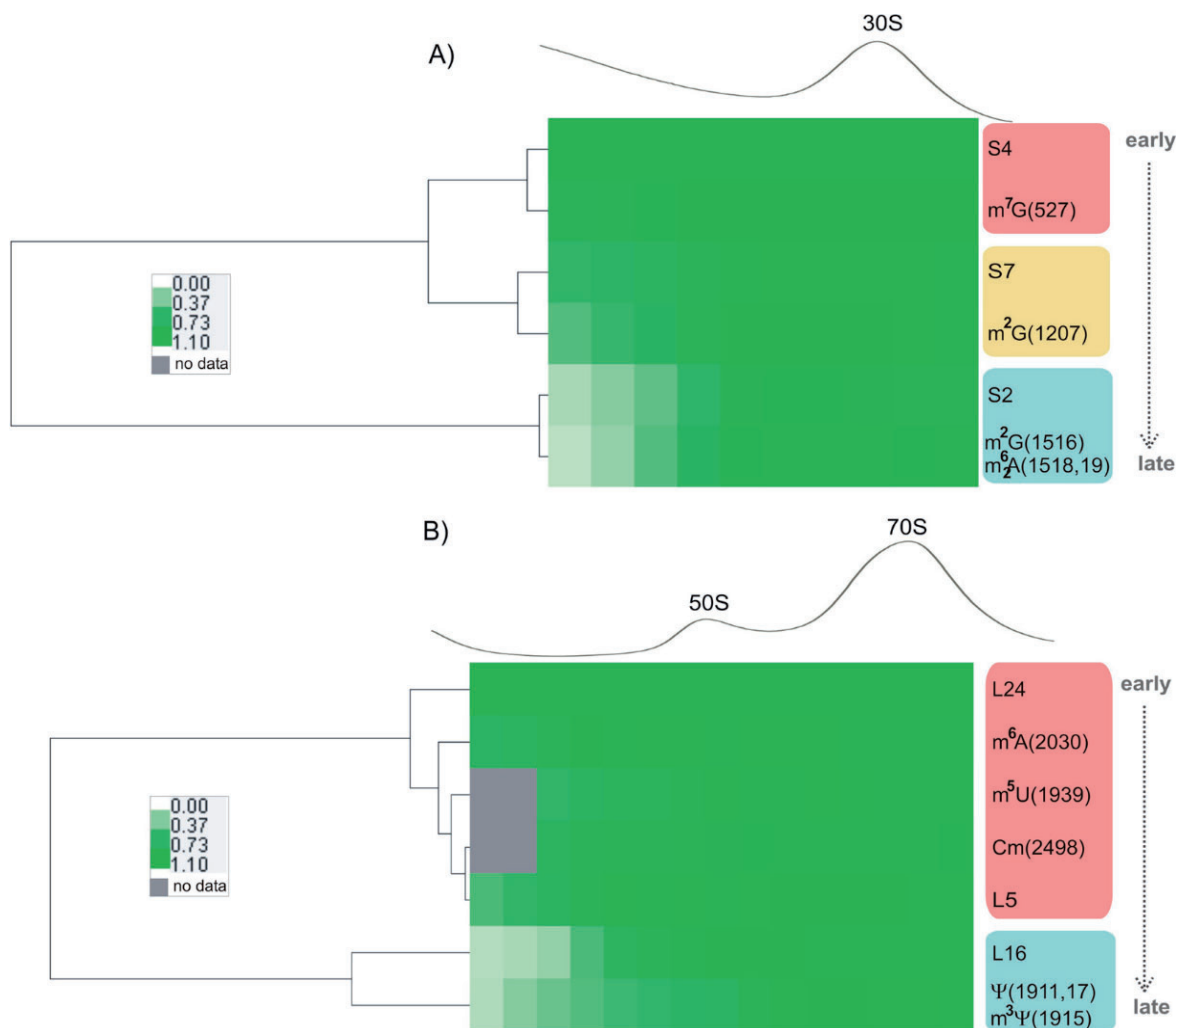 A)
30S
S4
early
m⁷G(527)
0.00
0.37
0.73
1.10
no data
S7
m²G(1207)
S2
m²G(1516)
m⁶₂A(1518,19)
late
B)
70S
50S
L24
early
m⁶A(2030)
m⁵U(1939)
0.00
0.37
0.73
1.10
no data
Cm(2498)
L5
L16
Ψ(1911,17)
m³Ψ(1915)
late